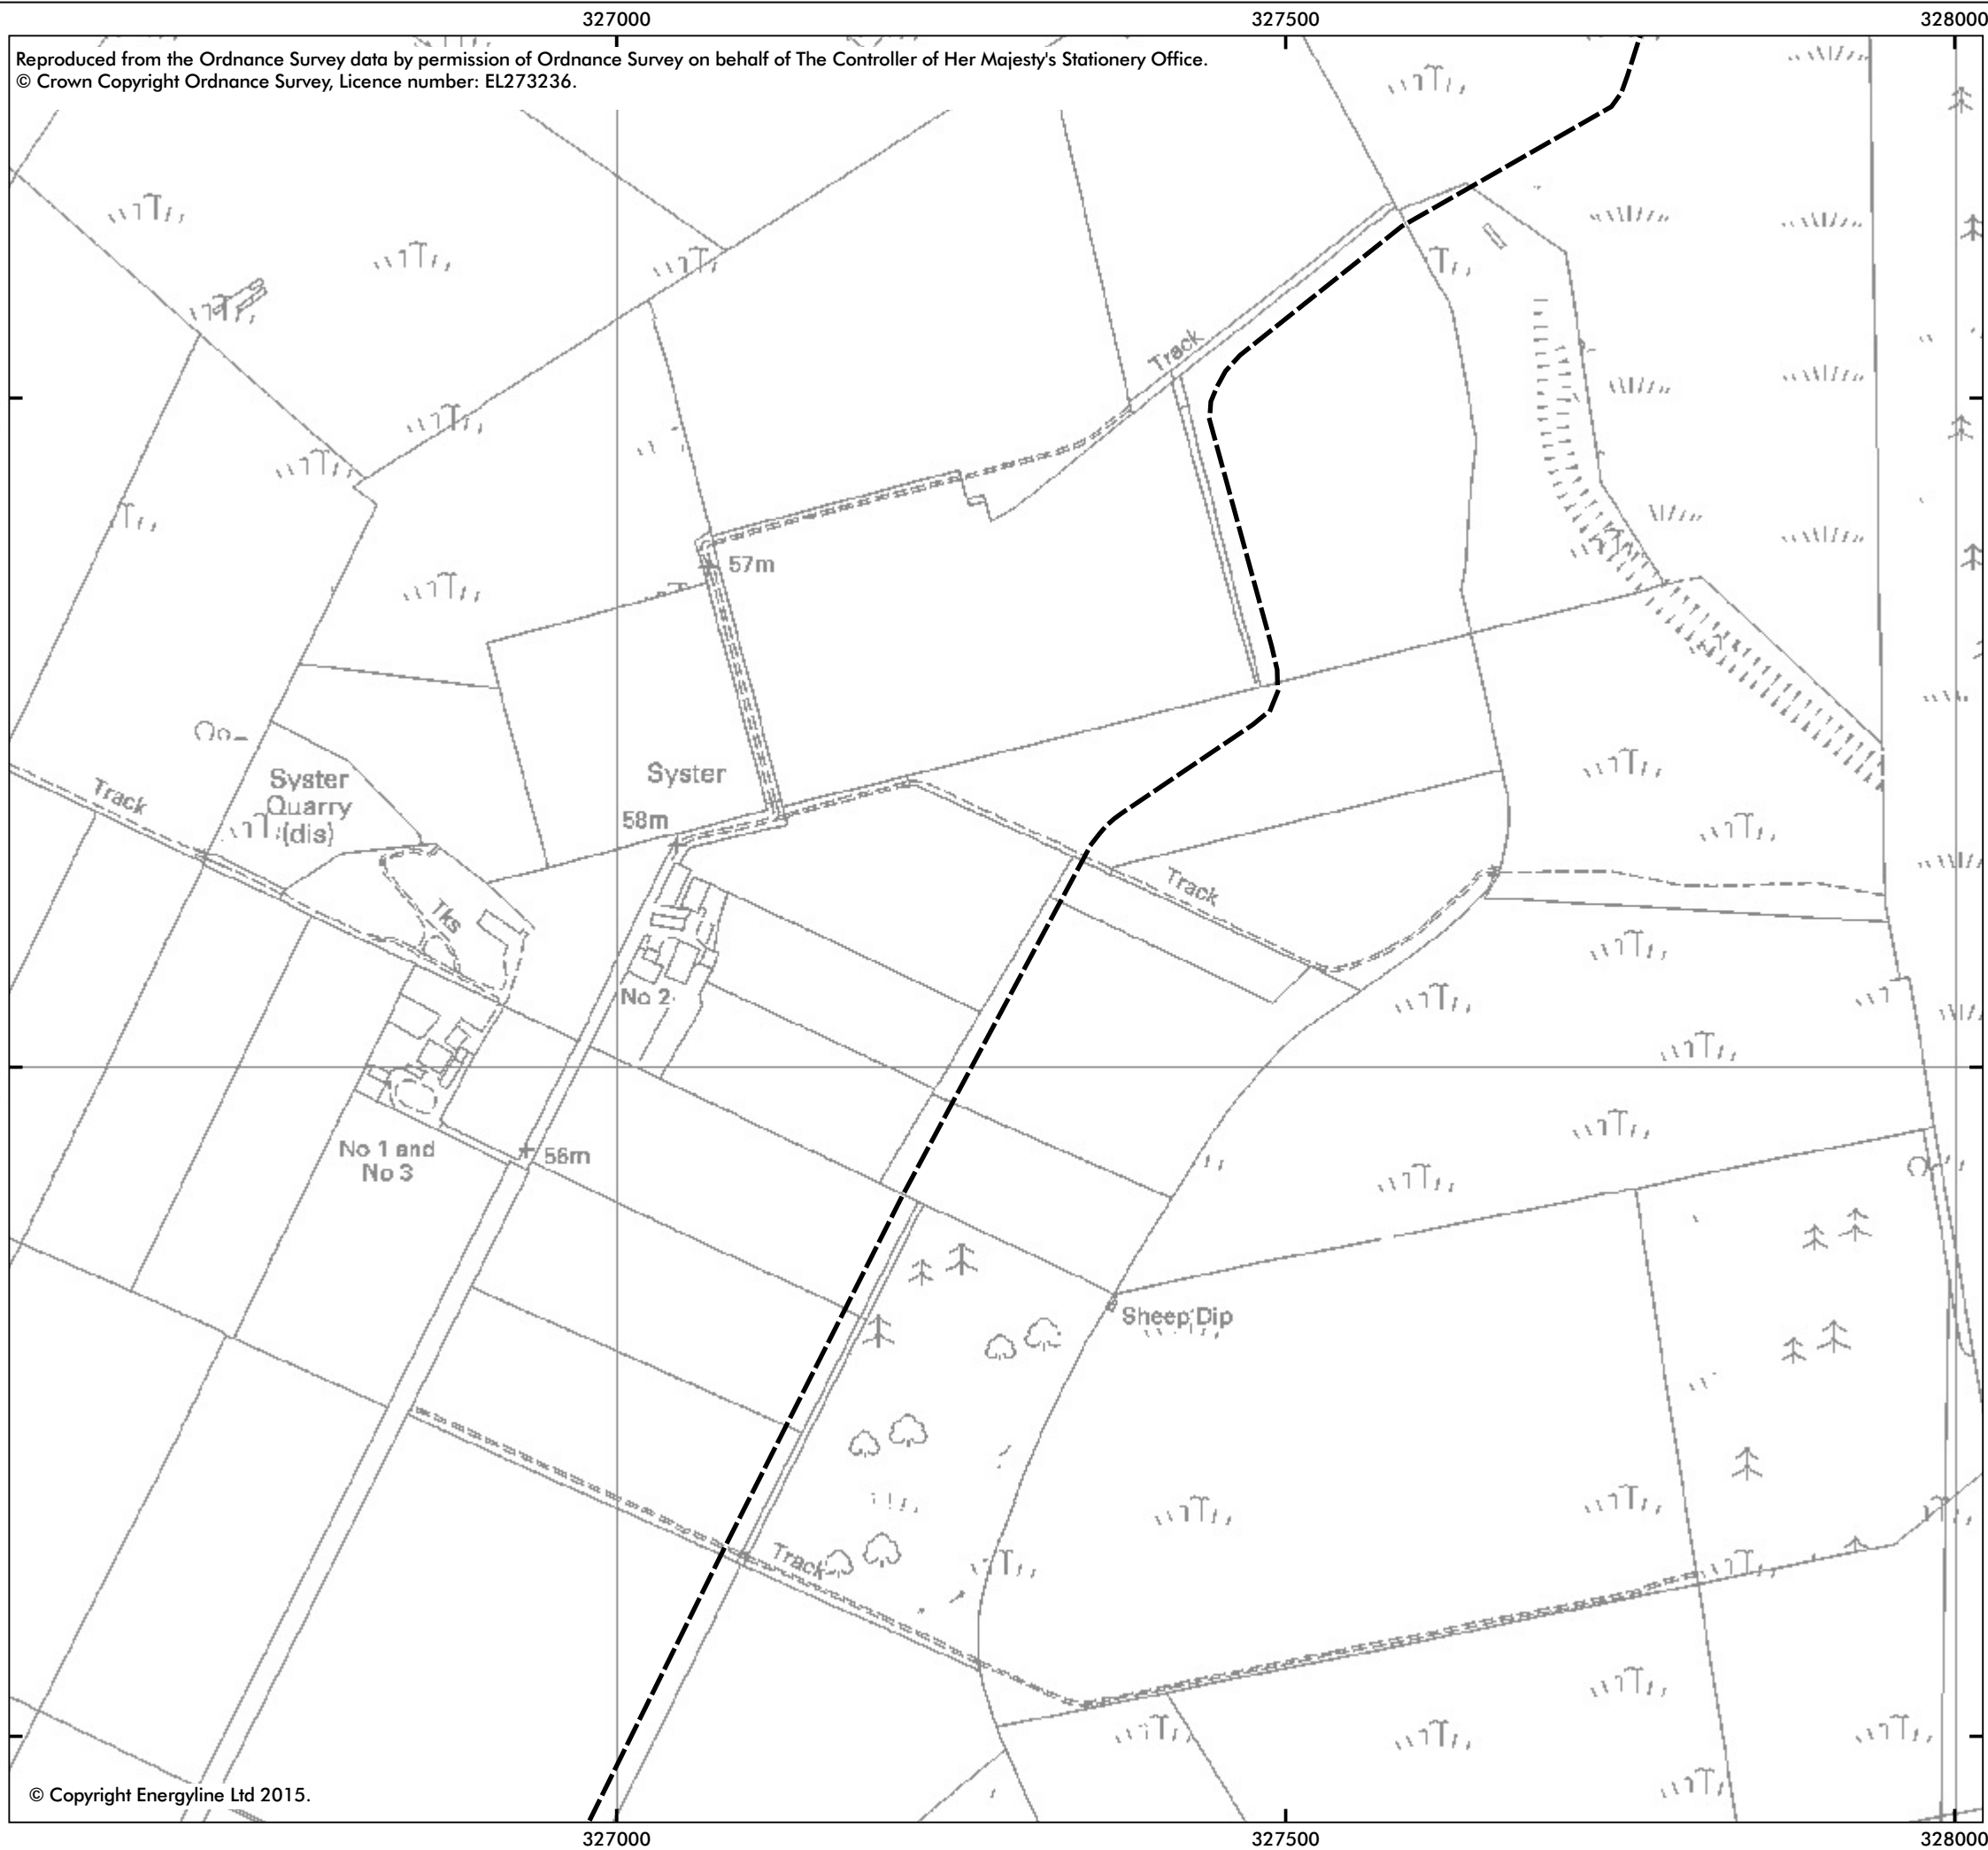 327000
327500
328000
Reproduced from the Ordnance Survey data by permission of Ordnance Survey on behalf of The Controller of Her Majesty's Stationery Office.
© Crown Copyright Ordnance Survey, Licence number: EL273236.
Track
57m
Syster
58m
Track
Syster
Quarry
(dis)
Track
Tks
No 2
No 1 and
No 3
56m
Sheep Dip
Track
© Copyright Energyline Ltd 2015.
327000
327500
328000